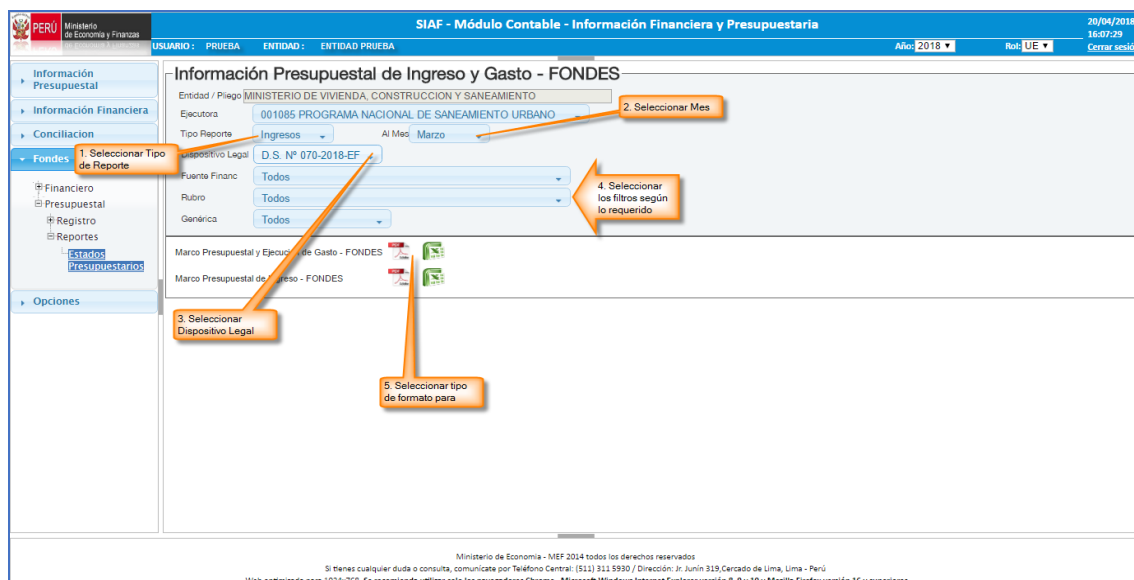 PERÚ Ministerio de Economía y Finanzas
SIAF - Módulo Contable - Información Financiera y Presupuestaria
20/04/2018
16:07:29
USUARIO : PRUEBA ENTIDAD : ENTIDAD PRUEBA Año: 2018 Rol: UE Cerrar sesió
Información Presupuestal
Información Financiera
Conciliacion
Fondes
Financiero
Presupuestal
Registro
Reportes
Estados
Presupuestarios
Opciones
Información Presupuestal de Ingreso y Gasto - FONDES
Entidad / Pliego MINISTERIO DE VIVIENDA, CONSTRUCCION Y SANEAMIENTO
Ejecutora 001085 PROGRAMA NACIONAL DE SANEAMIENTO URBANO
Tipo Reporte Ingresos Al Mes Marzo
Dispositivo Legal D.S. Nº 070-2018-EF
Fuente Financ Todos
Rubro Todos
Genérica Todos
Marco Presupuestal y Ejecución de Gasto - FONDES
Marco Presupuestal de Ingreso - FONDES
1. Seleccionar Tipo
de Reporte
2. Seleccionar Mes
3. Seleccionar
Dispositivo Legal
4. Seleccionar
los filtros según
lo requerido
5. Seleccionar tipo
de formato para
Ministerio de Economia - MEF 2014 todos los derechos reservados
Si tienes cualquier duda o consulta, comunícate por Teléfono Central: (511) 311 5930 / Dirección: Jr. Junín 319,Cercado de Lima, Lima - Perú